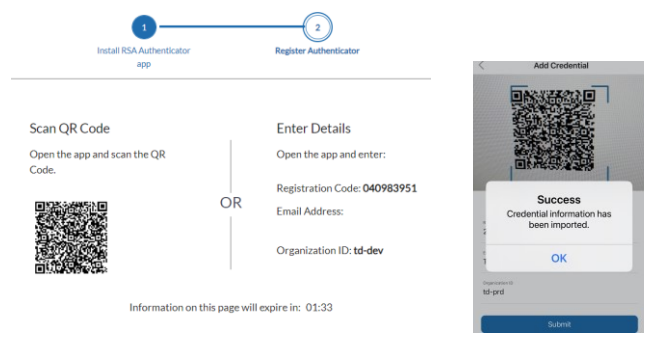 1
2
Install RSA Authenticator
app
Register Authenticator
Scan QR Code
Open the app and scan the QR
Code.
OR
Enter Details
Open the app and enter:
Registration Code: 040983951
Email Address:
Organization ID: td-dev
Information on this page will expire in: 01:33
Add Credential
Success
Credential information has
been imported.
OK
Organization ID
td-prd
Submit